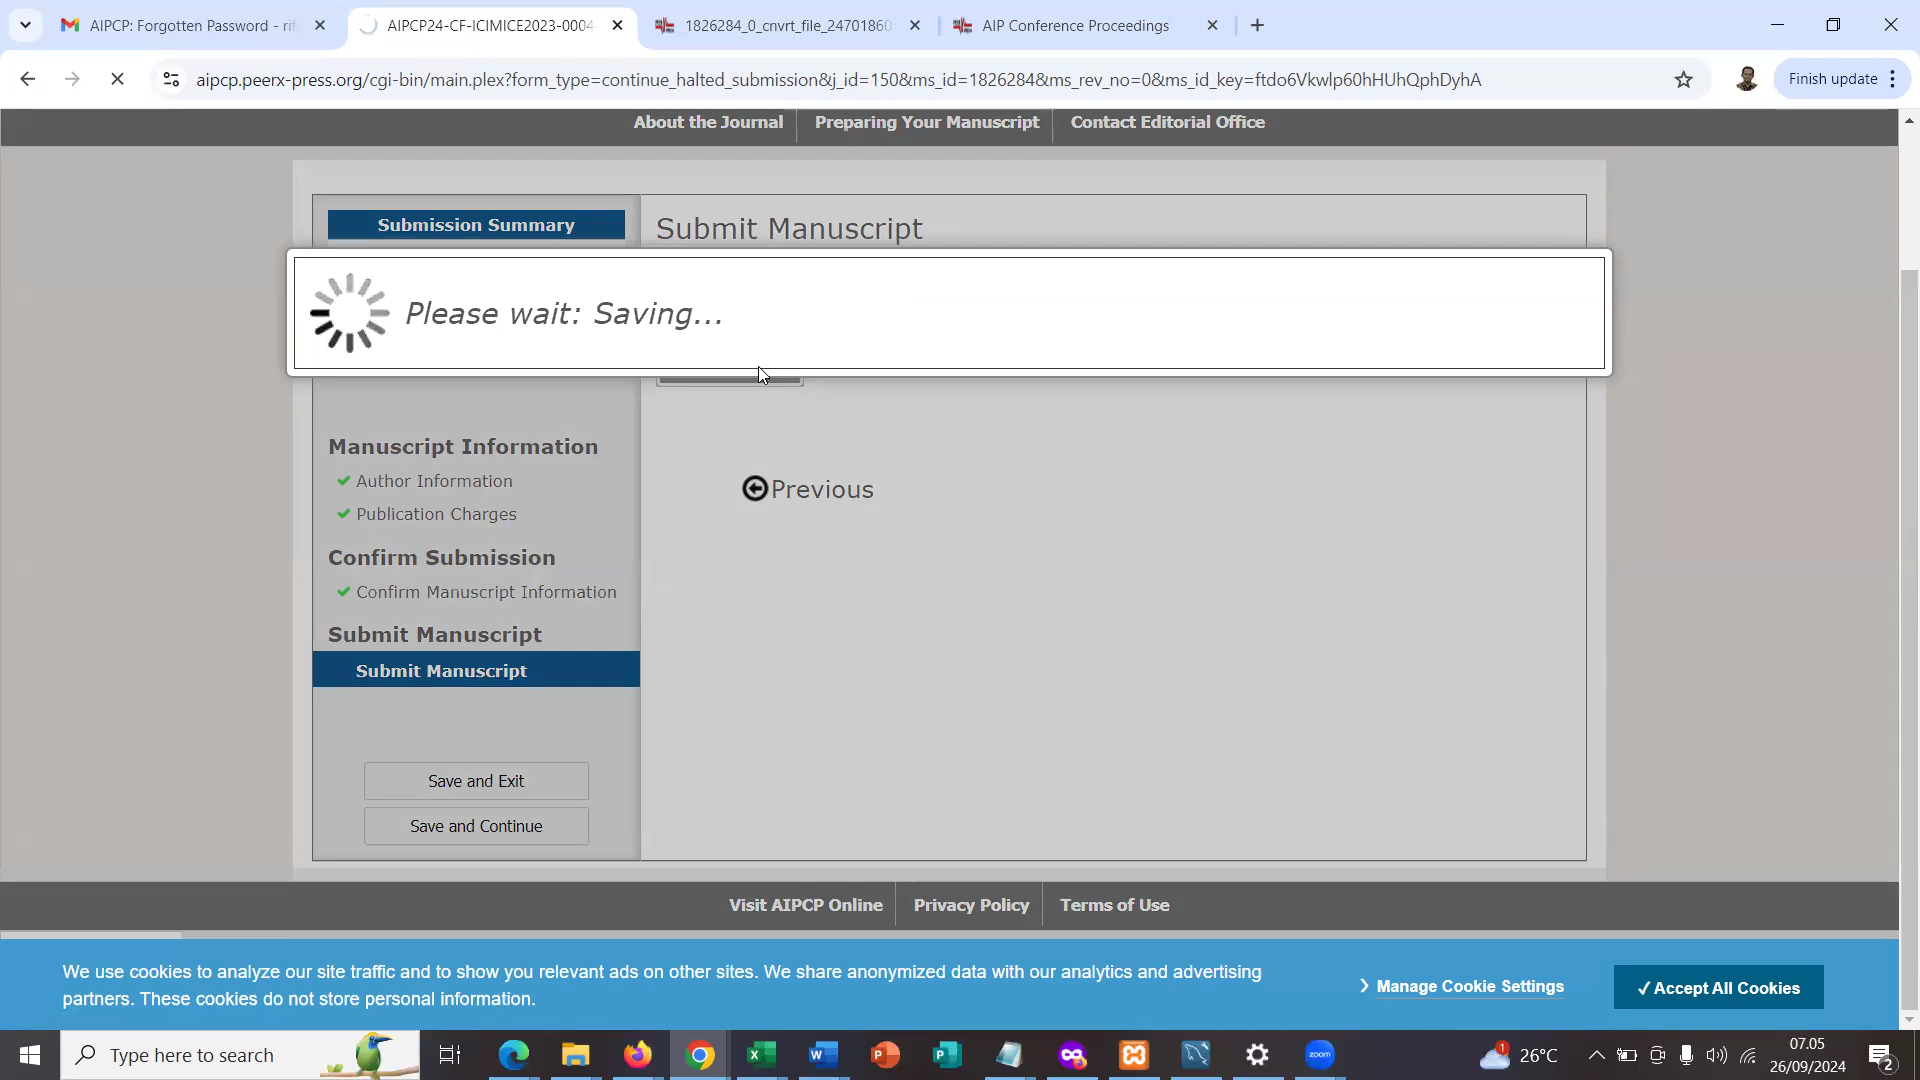 AIPCP: Forgotten Password - rif
AIPCP24-CF-ICIMICE2023-0004
1826284_0_cnvrt_file_24701860
AIP Conference Proceedings
aipcp.peerx-press.org/cgi-bin/main.plex?form_type=continue_halted_submission&j_id=150&ms_id=1826284&ms_rev_no=0&ms_id_key=ftdo6Vkwlp60hHUhQphDyhA
Finish update
About the Journal
Preparing Your Manuscript
Contact Editorial Office
Submission Summary
Submit Manuscript
Please wait: Saving...
Manuscript Information
Author Information
Publication Charges
Confirm Submission
Confirm Manuscript Information
Submit Manuscript
Submit Manuscript
Previous
Save and Exit
Save and Continue
Visit AIPCP Online
Privacy Policy
Terms of Use
We use cookies to analyze our site traffic and to show you relevant ads on other sites. We share anonymized data with our analytics and advertising
partners. These cookies do not store personal information.
Manage Cookie Settings
Accept All Cookies
Type here to search
zoom
1
26°C
07.05
26/09/2024
2